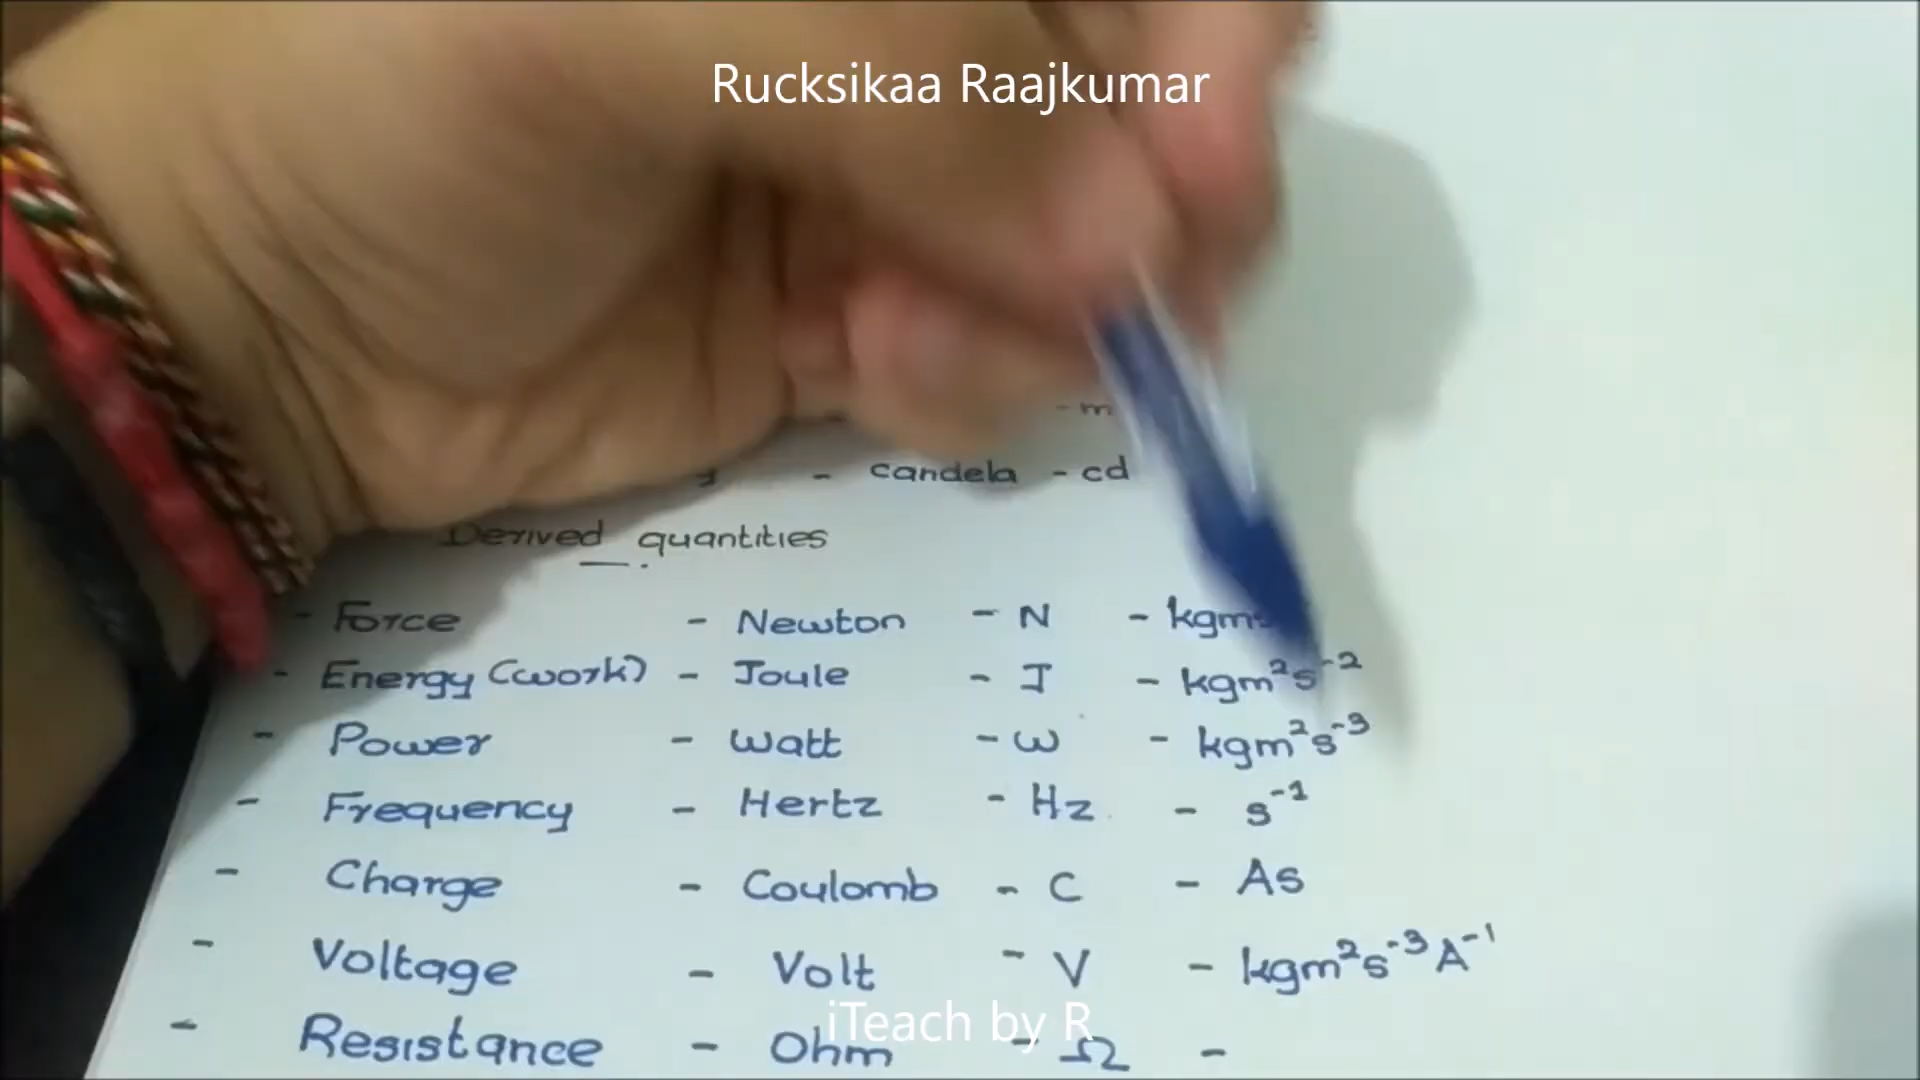 Rucksikaa Raajkumar
- m
- candela - cd
Derived quantities
- Force - Newton - N - kgm
- Energy (work) - Joule - J - kgm²s⁻²
- Power - Watt - W - kgm²s⁻³
- Frequency - Hertz - Hz - s⁻¹
- Charge - Coulomb - C - As
- Voltage - Volt - V - kgm²s⁻³A⁻¹
- Resistance - Ohm - Ω -
iTeach by R